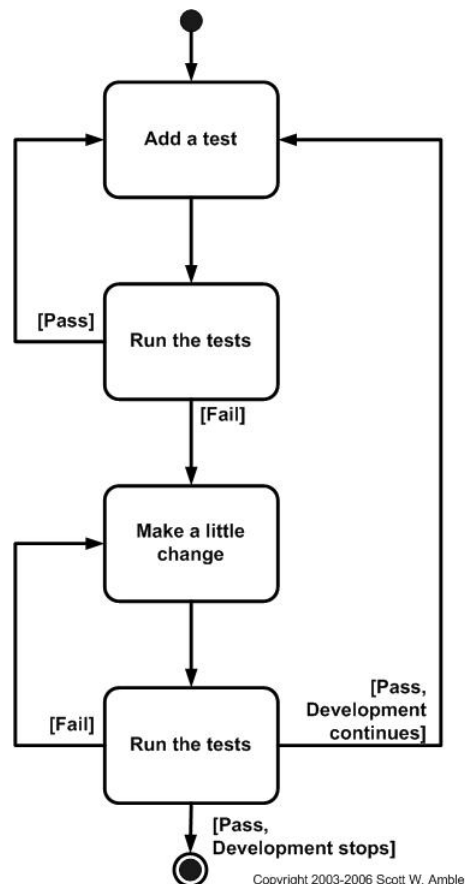 Add a test
[Pass]
Run the tests
[Fail]
Make a little
change
[Fail]
Run the tests
[Pass,
Development
continues]
[Pass,
Development stops]
Copyright 2003-2006 Scott W. Amble